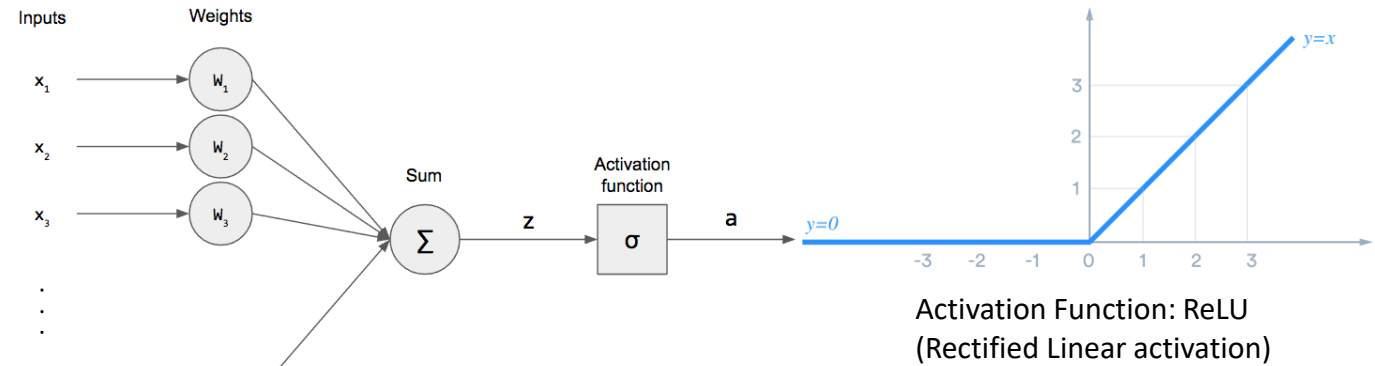 Inputs
Weights
x1
W1
x2
W2
x3
W3
.
.
.
Sum
Σ
z
Activation
function
σ
a
y=0
y=x
3
2
1
-3 -2 -1 0 1 2 3
Activation Function: ReLU
(Rectified Linear activation)